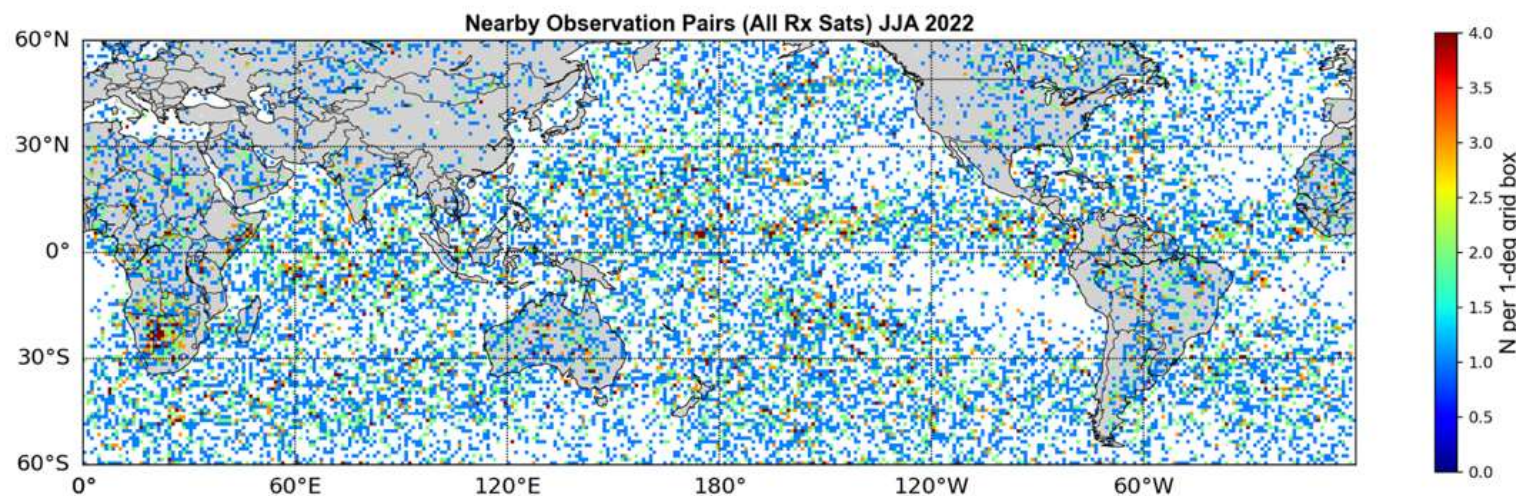 Nearby Observation Pairs (All Rx Sats) JJA 2022
60°N
30°N
0°
30°S
60°S
0°
60°E
120°E
180°
120°W
60°W
4.0
3.5
3.0
2.5
2.0
1.5
1.0
0.5
0.0
N per 1-deg grid box